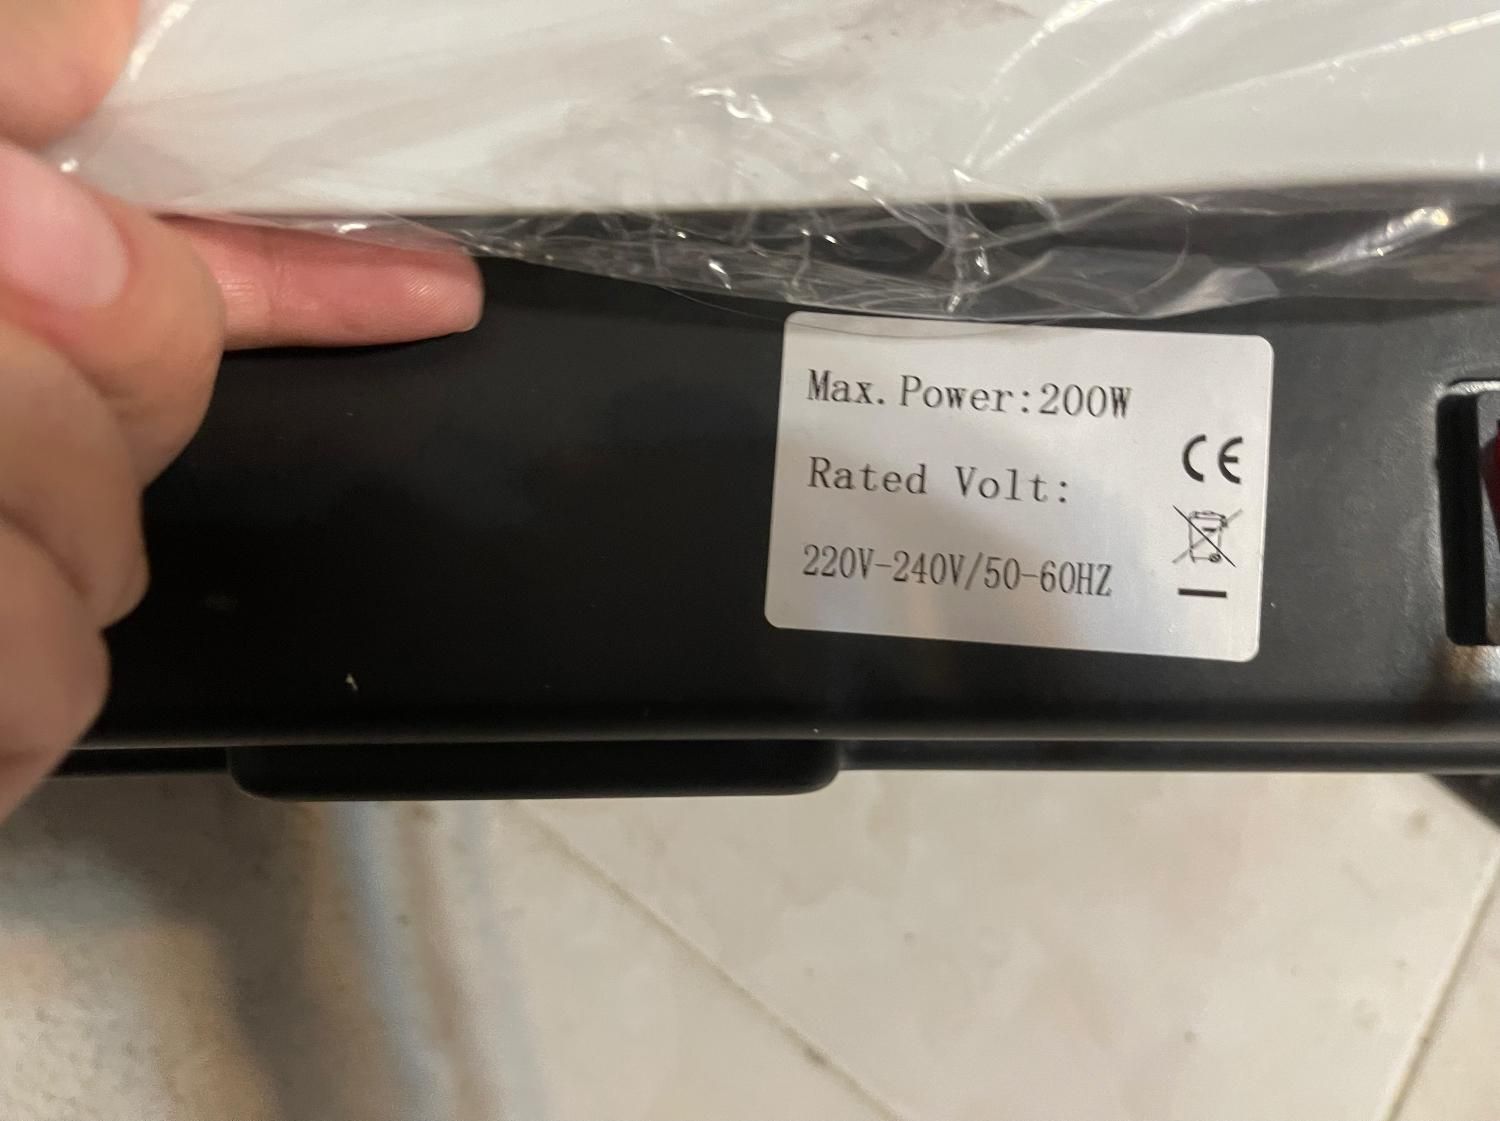 Max. Power:200W
Rated Volt:
220V-240V/50-60HZ
CE